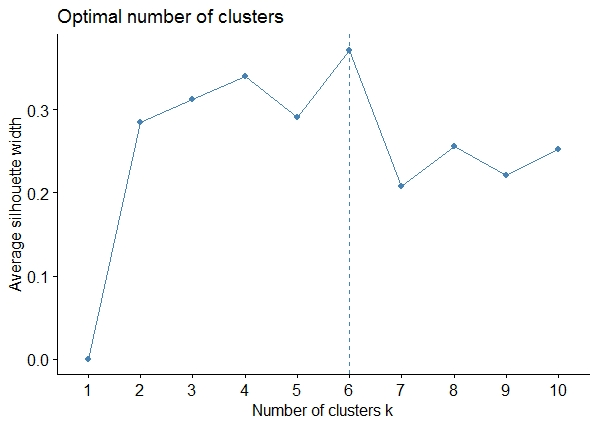 Optimal number of clusters
Average silhouette width
0.3
0.2
0.1
0.0
1 2 3 4 5 6 7 8 9 10
Number of clusters k